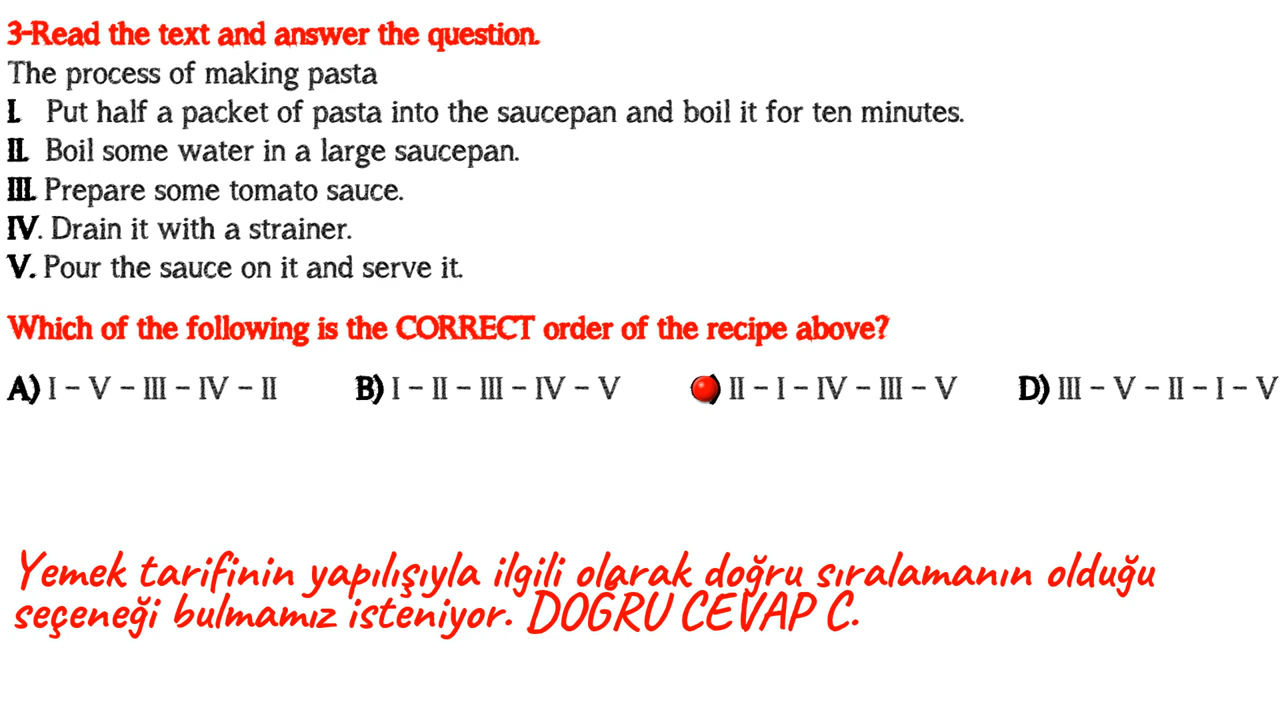 3-Read the text and answer the question.
The process of making pasta
I. Put half a packet of pasta into the saucepan and boil it for ten minutes.
II. Boil some water in a large saucepan.
III. Prepare some tomato sauce.
IV. Drain it with a strainer.
V. Pour the sauce on it and serve it.
Which of the following is the CORRECT order of the recipe above?
A) I – V – III – IV – II B) I – II – III – IV – V ) II – I – IV – III – V D) III – V – II – I – V
Yemek tarifinin yapılışıyla ilgili olarak doğru sıralamanın olduğu
seçeneği bulmamız isteniyor. DOĞRU CEVAP C.